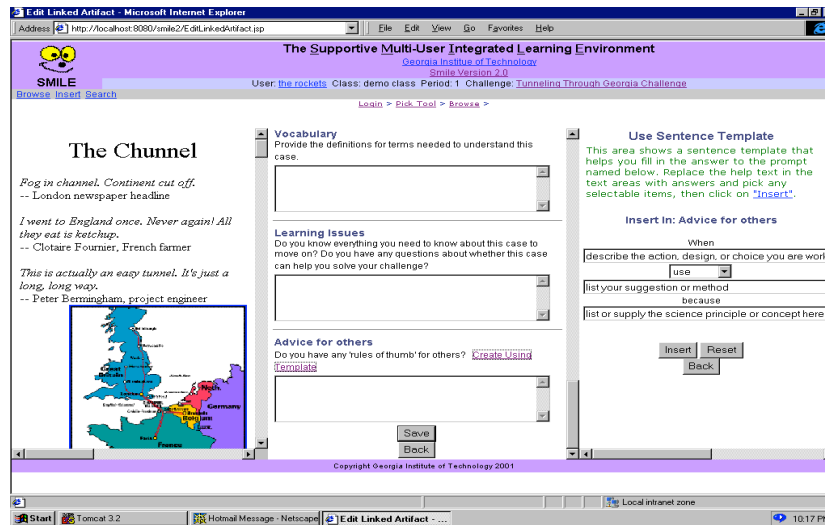 Edit Linked Artifact - Microsoft Internet Explorer
Address http://localhost:8080/smile2/EditLinkedArtifact.jsp File Edit View Go Favorites Help
The Supportive Multi-User Integrated Learning Environment
Georgia Institue of Technology
Smile Version 2.0
SMILE
User: the rockets Class: demo class Period: 1 Challenge: Tunneling Through Georgia Challenge
Browse Insert Search
Login > Pick Tool > Browse >
The Chunnel
Fog in channel. Continent cut off.
-- London newspaper headline
I went to England once. Never again! All
they eat is ketchup.
-- Clotaire Fournier, French farmer
This is actually an easy tunnel. It's just a
long, long way.
-- Peter Bermingham, project engineer
Great
Neth.
Germany
Belgium
France
Vocabulary
Provide the definitions for terms needed to understand this
case.
Learning Issues
Do you know everything you need to know about this case to
move on? Do you have any questions about whether this case
can help you solve your challenge?
Advice for others
Do you have any 'rules of thumb' for others? Create Using
Template
Save
Back
Use Sentence Template
This area shows a sentence template that
helps you fill in the answer to the prompt
named below. Replace the help text in the
text areas with answers and pick any
selectable items, then click on "Insert".
Insert In: Advice for others
When
describe the action, design, or choice you are work
use
list your suggestion or method
because
list or supply the science principle or concept here
Insert Reset
Back
Copyright Georgia Institute of Technology 2001
Local intranet zone
Start Tomcat 3.2 Hotmail Message - Netscape Edit Linked Artifact - ... 10:17 PM